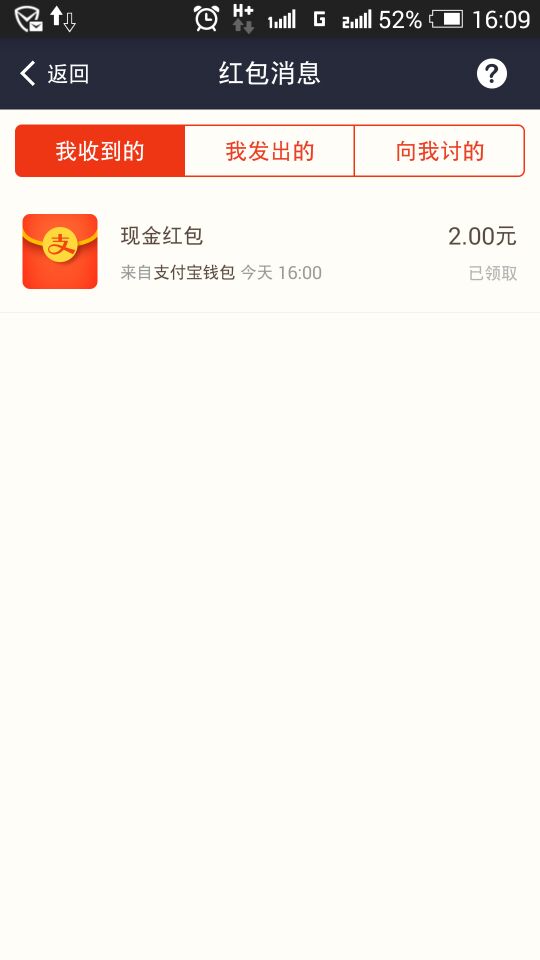 H+ 1 G 2 52% 16:09
返回 红包消息 ?
我收到的 我发出的 向我讨的
支 现金红包 2.00元
来自支付宝钱包 今天 16:00 已领取